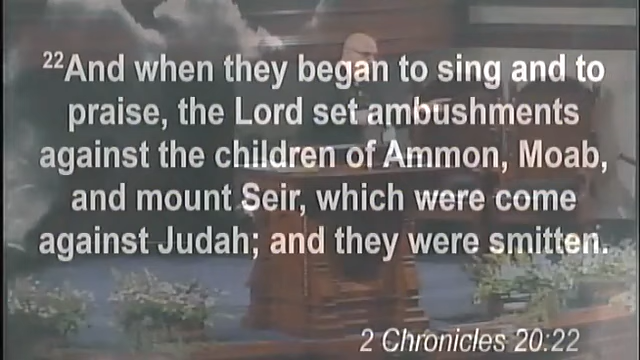 22And when they began to sing and to
praise, the Lord set ambushments
against the children of Ammon, Moab,
and mount Seir, which were come
against Judah; and they were smitten.
2 Chronicles 20:22